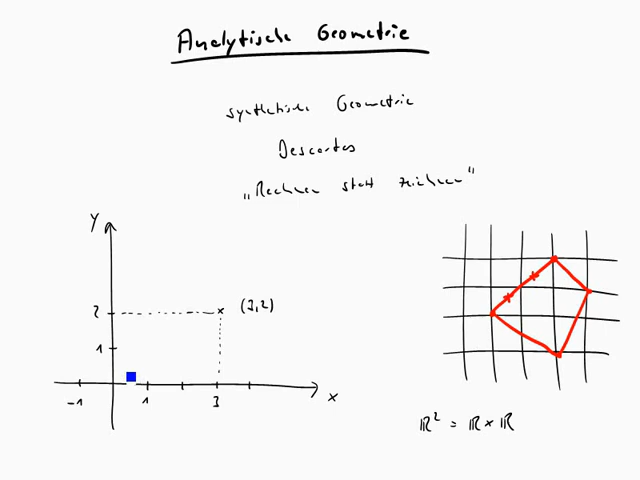 Analytische Geometrie
synthetische Geometrie
Descartes
„Rechnen statt zeichnen"
y
2
(3,2)
1
-1
1
3
x
ℝ² = ℝ × ℝ